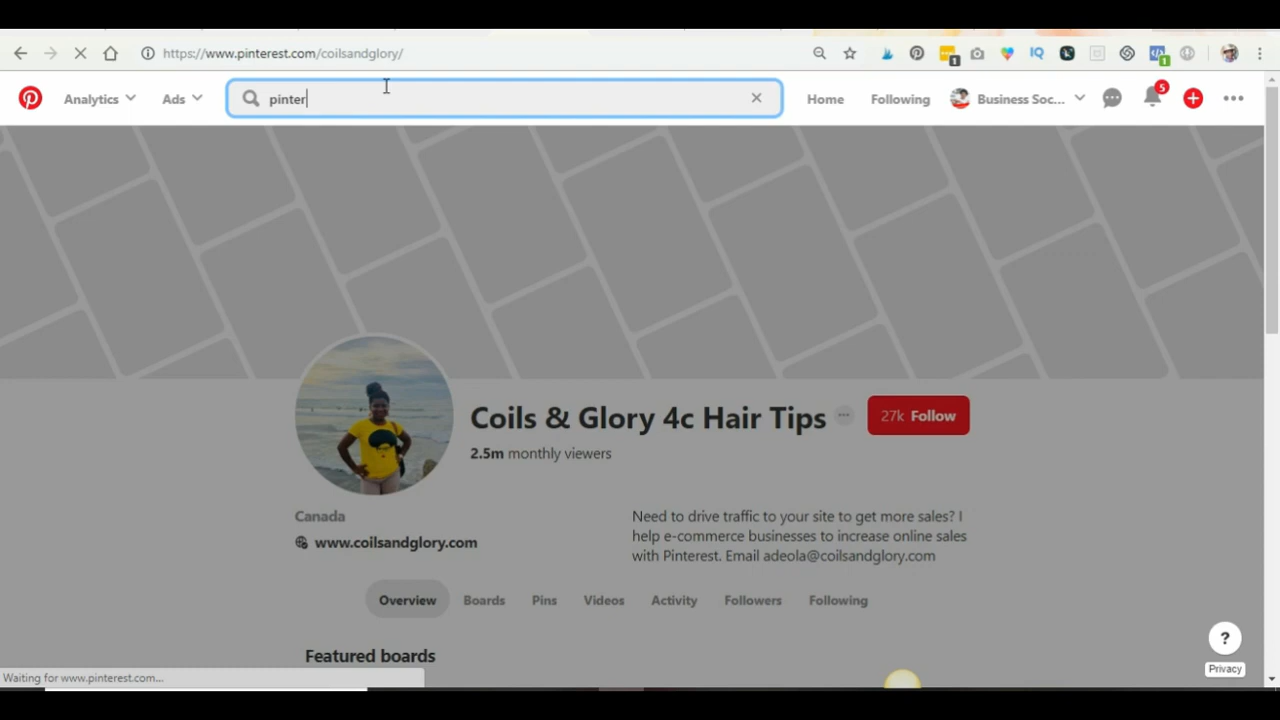 https://www.pinterest.com/coilsandglory/
1
1
Analytics
Ads
pinter
Home
Following
Business Soc...
5
Coils & Glory 4c Hair Tips
27k Follow
2.5m monthly viewers
Canada
www.coilsandglory.com
Need to drive traffic to your site to get more sales? I
help e-commerce businesses to increase online sales
with Pinterest. Email adeola@coilsandglory.com
Overview
Boards
Pins
Videos
Activity
Followers
Following
Featured boards
?
Privacy
Waiting for www.pinterest.com...